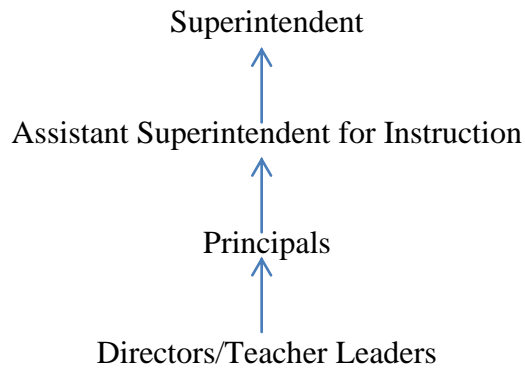 Superintendent
Assistant Superintendent for Instruction
Principals
Directors/Teacher Leaders